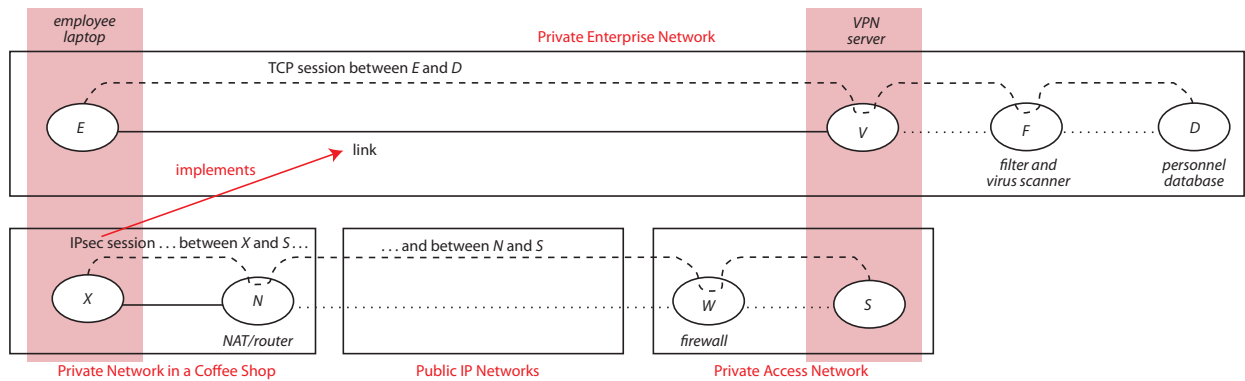 employee
laptop
VPN
server
Private Enterprise Network
TCP session between E and D
E
V
F
D
link
implements
filter and
virus scanner
personnel
database
IPsec session . . . between X and S . . .
. . . and between N and S
X
N
W
S
NAT/router
firewall
Private Network in a Coffee Shop
Public IP Networks
Private Access Network